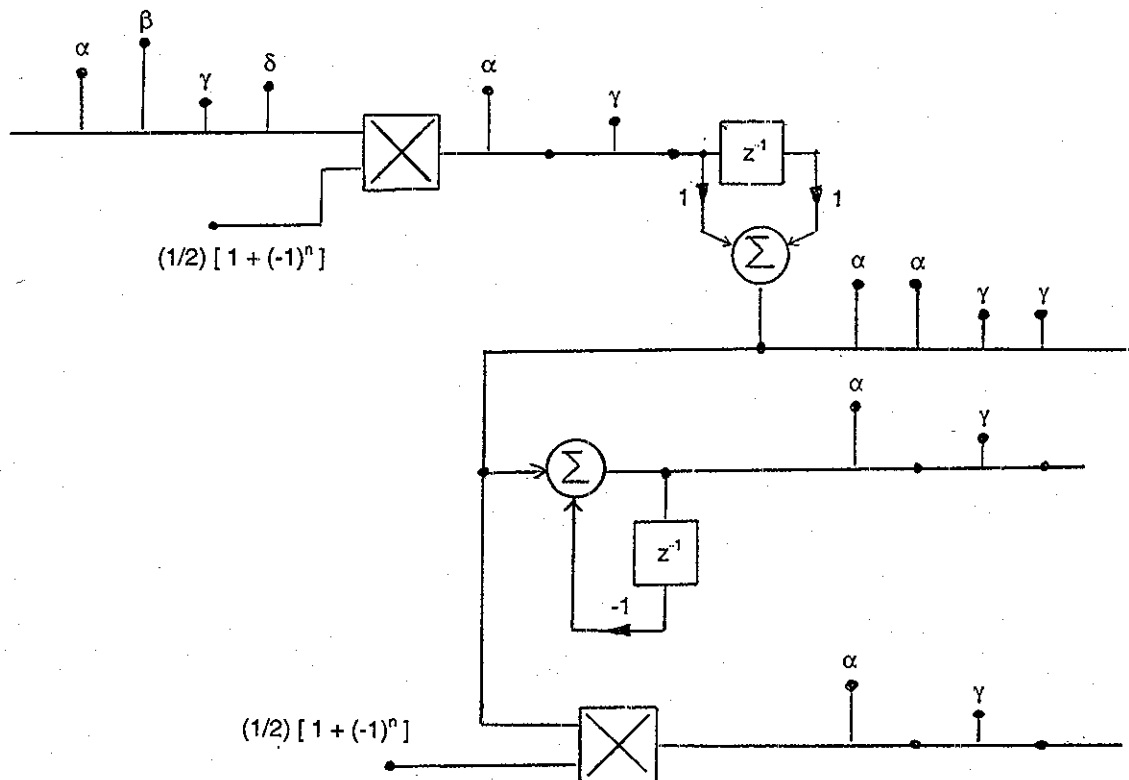 β
α
γ
δ
α
γ
z⁻¹
1
1
(1/2) [ 1 + (-1)ⁿ ]
Σ
α
α
γ
γ
α
γ
Σ
z⁻¹
-1
α
γ
(1/2) [ 1 + (-1)ⁿ ]